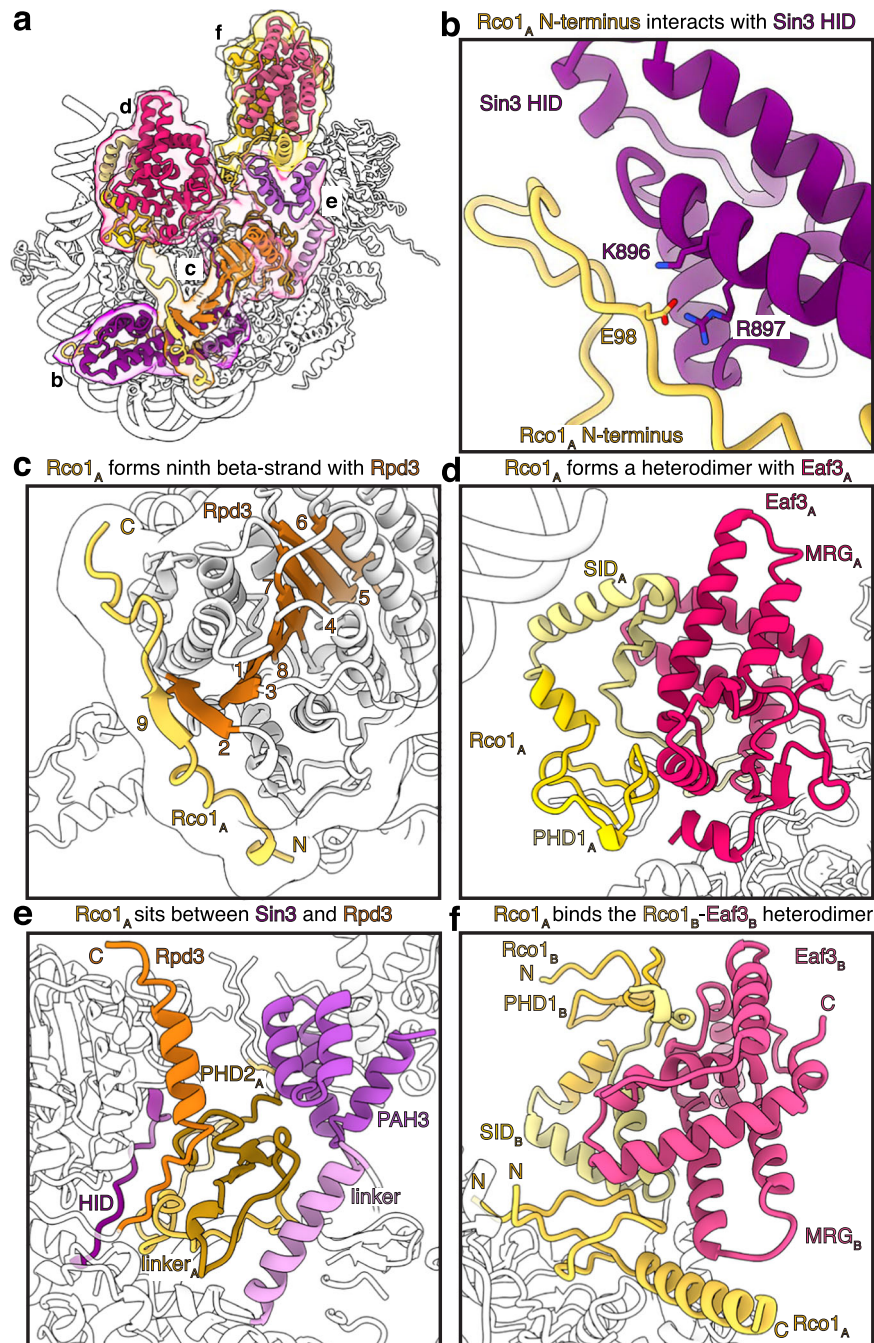 a
f
d
e
c
b
b Rco1A N-terminus interacts with Sin3 HID
Sin3 HID
K896
E98
R897
Rco1A N-terminus
c Rco1A forms ninth beta-strand with Rpd3
C
Rpd3
6
7
5
4
1
8
3
9
2
Rco1A
N
d Rco1A forms a heterodimer with Eaf3A
Eaf3A
MRGA
SIDA
Rco1A
PHD1A
e Rco1A sits between Sin3 and Rpd3
C
Rpd3
PHD2A
PAH3
HID
linker
linkerA
f Rco1A binds the Rco1B-Eaf3B heterodimer
Rco1B
N
Eaf3B
PHD1B
C
SIDB
N
N
MRGB
C Rco1A